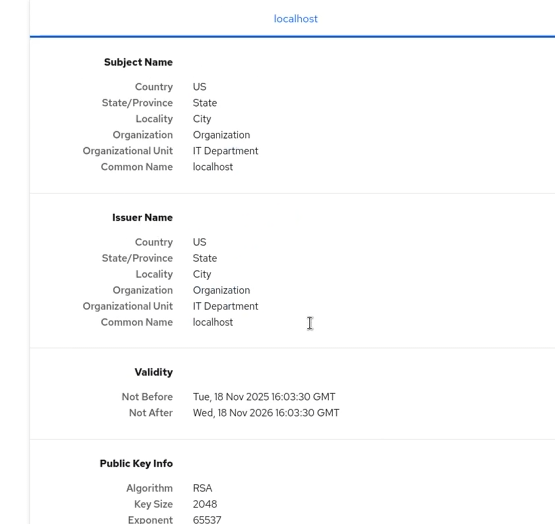 localhost
Subject Name
Country US
State/Province State
Locality City
Organization Organization
Organizational Unit IT Department
Common Name localhost
Issuer Name
Country US
State/Province State
Locality City
Organization Organization
Organizational Unit IT Department
Common Name localhost
Validity
Not Before Tue, 18 Nov 2025 16:03:30 GMT
Not After Wed, 18 Nov 2026 16:03:30 GMT
Public Key Info
Algorithm RSA
Key Size 2048
Exponent 65537